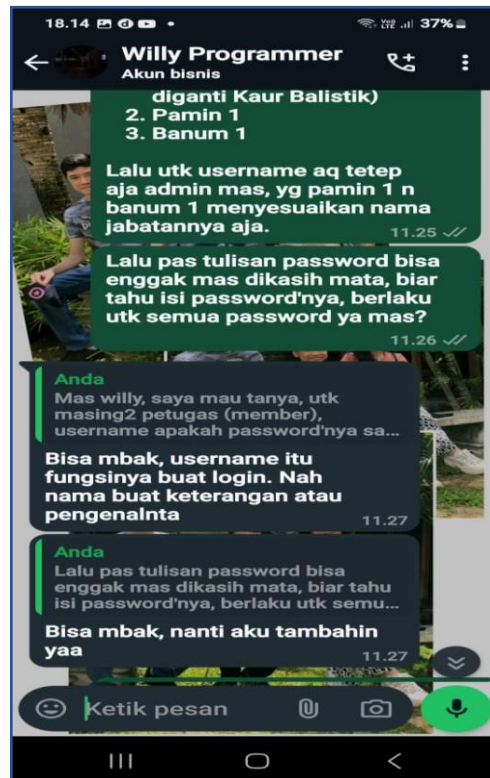 18.14 37%
Willy Programmer
Akun bisnis
diganti Kaur Balistik)
2. Pamin 1
3. Banum 1
Lalu utk username aq tetep
aja admin mas, yg pamin 1 n
banum 1 menyesuaikan nama
jabatannya aja.
11.25
Lalu pas tulisan password bisa
enggak mas dikasih mata, biar
tahu isi password'nya, berlaku
utk semua password ya mas?
11.26
Anda
Mas willy, saya mau tanya, utk
masing2 petugas (member),
username apakah password'nya sa...
Bisa mbak, username itu
fungsinya buat login. Nah
nama buat keterangan atau
pengenalnta
11.27
Anda
Lalu pas tulisan password bisa
enggak mas dikasih mata, biar tahu
isi password'nya, berlaku utk semu...
Bisa mbak, nanti aku tambahin
yaa
11.27
Ketik pesan